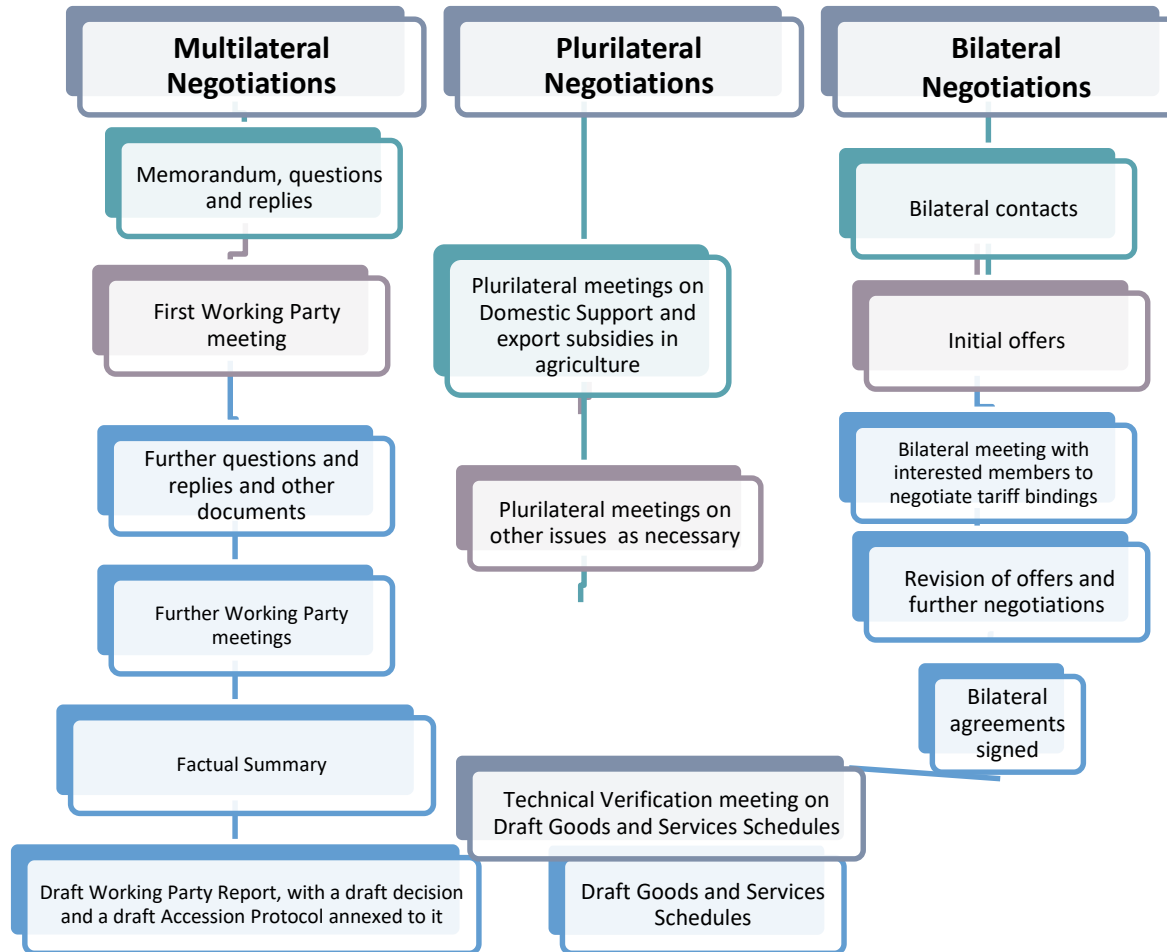 Multilateral
Negotiations
Memorandum, questions
and replies
First Working Party
meeting
Further questions and
replies and other
documents
Further Working Party
meetings
Factual Summary
Draft Working Party Report, with a draft decision
and a draft Accession Protocol annexed to it
Plurilateral
Negotiations
Plurilateral meetings on
Domestic Support and
export subsidies in
agriculture
Plurilateral meetings on
other issues as necessary
Bilateral
Negotiations
Bilateral contacts
Initial offers
Bilateral meeting with
interested members to
negotiate tariff bindings
Revision of offers and
further negotiations
Bilateral
agreements
signed
Technical Verification meeting on
Draft Goods and Services Schedules
Draft Goods and Services
Schedules